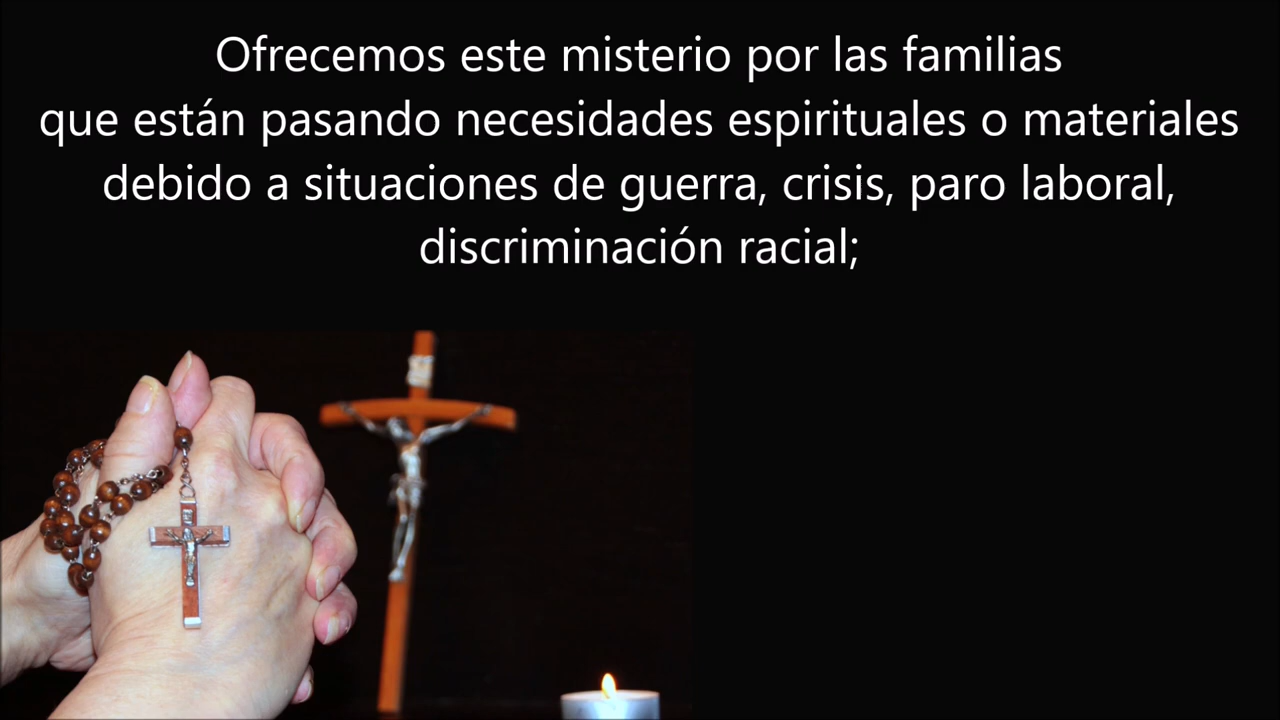 Ofrecemos este misterio por las familias
que están pasando necesidades espirituales o materiales
debido a situaciones de guerra, crisis, paro laboral,
discriminación racial;